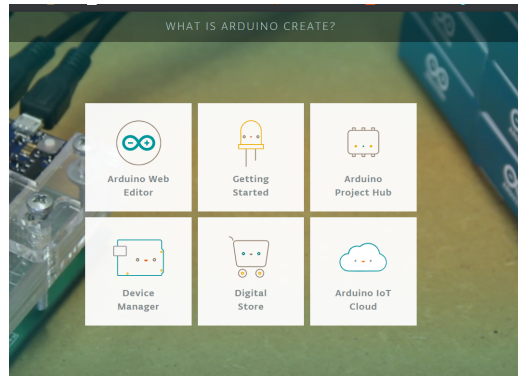 WHAT IS ARDUINO CREATE?
Arduino Web
Editor
Getting
Started
Arduino
Project Hub
Device
Manager
Digital
Store
Arduino IoT
Cloud